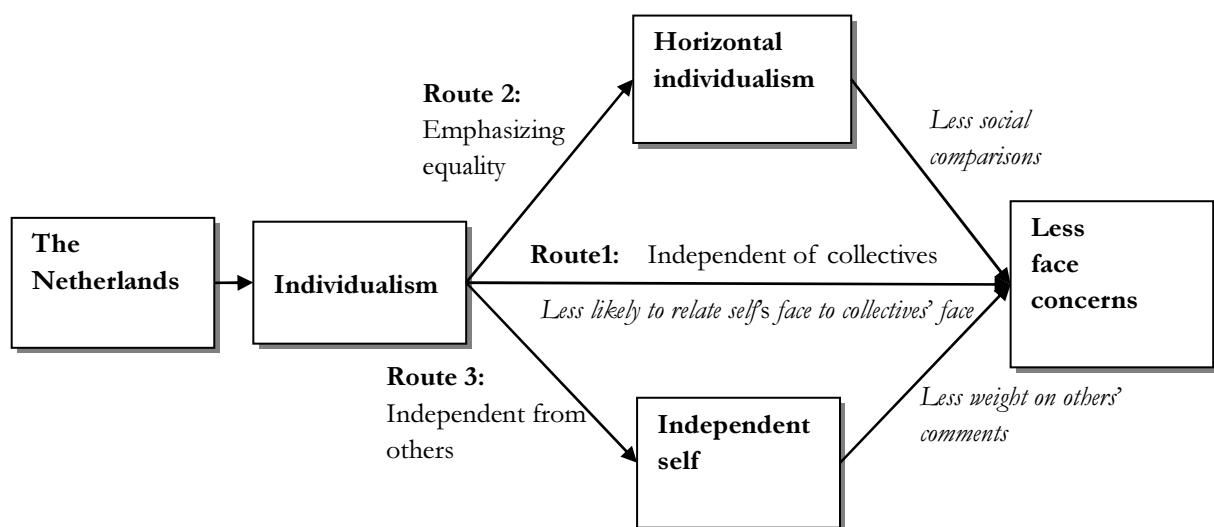 Horizontal
individualism
Route 2:
Emphasizing
equality
Less social
comparisons
The
Netherlands
Individualism
Route1: Independent of collectives
Less likely to relate self's face to collectives' face
Less
face
concerns
Route 3:
Independent from
others
Independent
self
Less weight on others'
comments